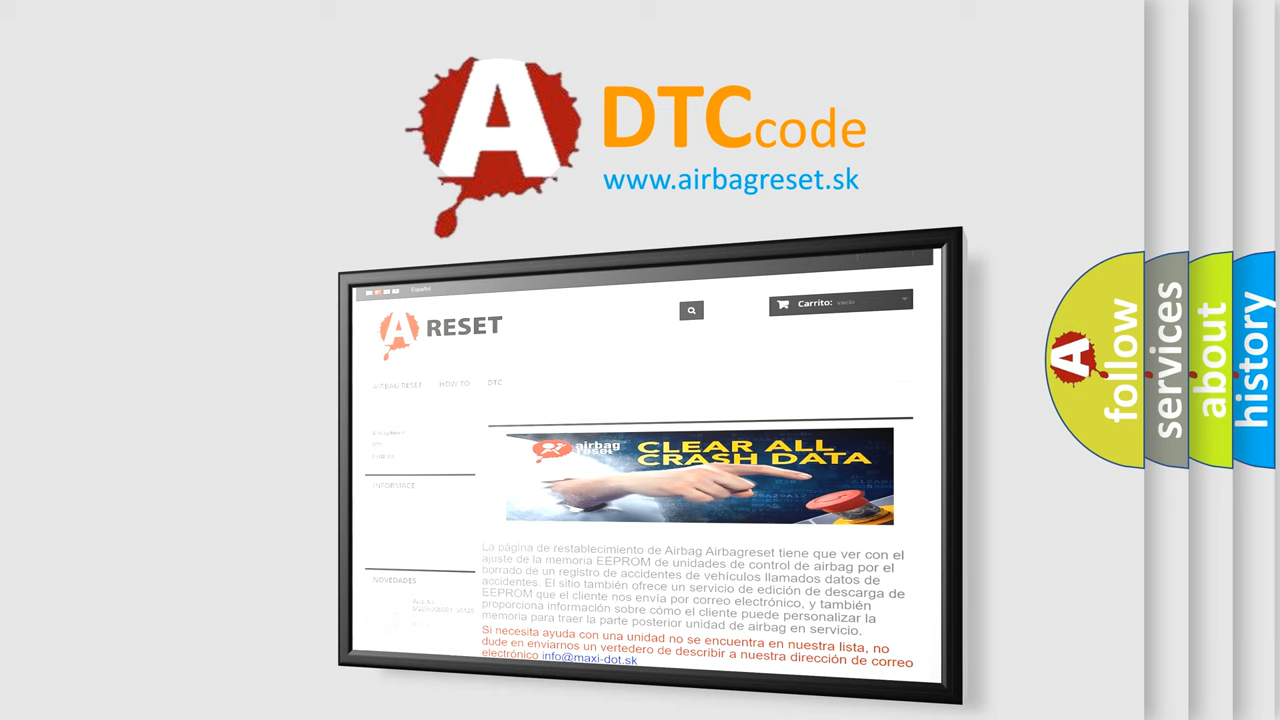 A DTCcode
www.airbagreset.sk
Español
A RESET
Carrito: vacío
AIRBAG RESET HOW TO DTC
airbag reset
CLEAR ALL
CRASH DATA
INFORMACE
La página de restablecimiento de Airbag Airbagreset tiene que ver con el
ajuste de la memoria EEPROM de unidades de control de airbag por el
borrado de un registro de accidentes de vehículos llamados datos de
accidentes. El sitio también ofrece un servicio de edición de descarga de
EEPROM que el cliente nos envía por correo electrónico, y también
proporciona información sobre cómo el cliente puede personalizar la
memoria para traer la parte posterior unidad de airbag en servicio.
Si necesita ayuda con una unidad no se encuentra en nuestra lista, no
dude en enviarnos un vertedero de describir a nuestra dirección de correo
electrónico info@maxi-dot.sk
NOVEDADES
A follow
services
about
history